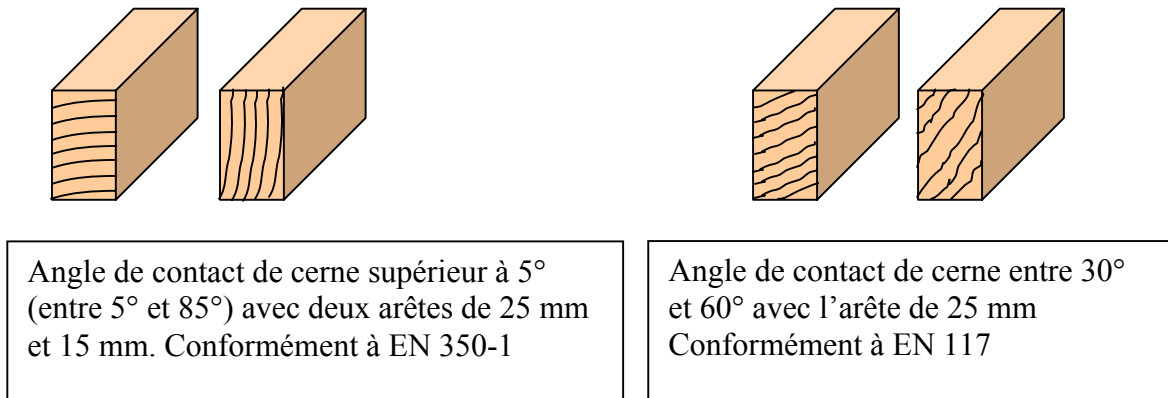 Angle de contact de cerne supérieur à 5°
(entre 5° et 85°) avec deux arêtes de 25 mm
et 15 mm. Conformément à EN 350-1
Angle de contact de cerne entre 30°
et 60° avec l’arête de 25 mm
Conformément à EN 117